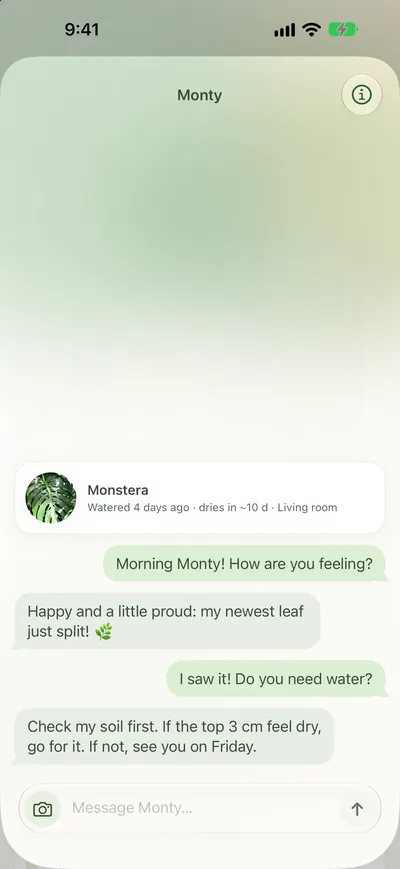 9:41
Monty
Monstera
Watered 4 days ago · dries in ~10 d · Living room
Morning Monty! How are you feeling?
Happy and a little proud: my newest leaf
just split! 🌿
I saw it! Do you need water?
Check my soil first. If the top 3 cm feel dry,
go for it. If not, see you on Friday.
Message Monty...